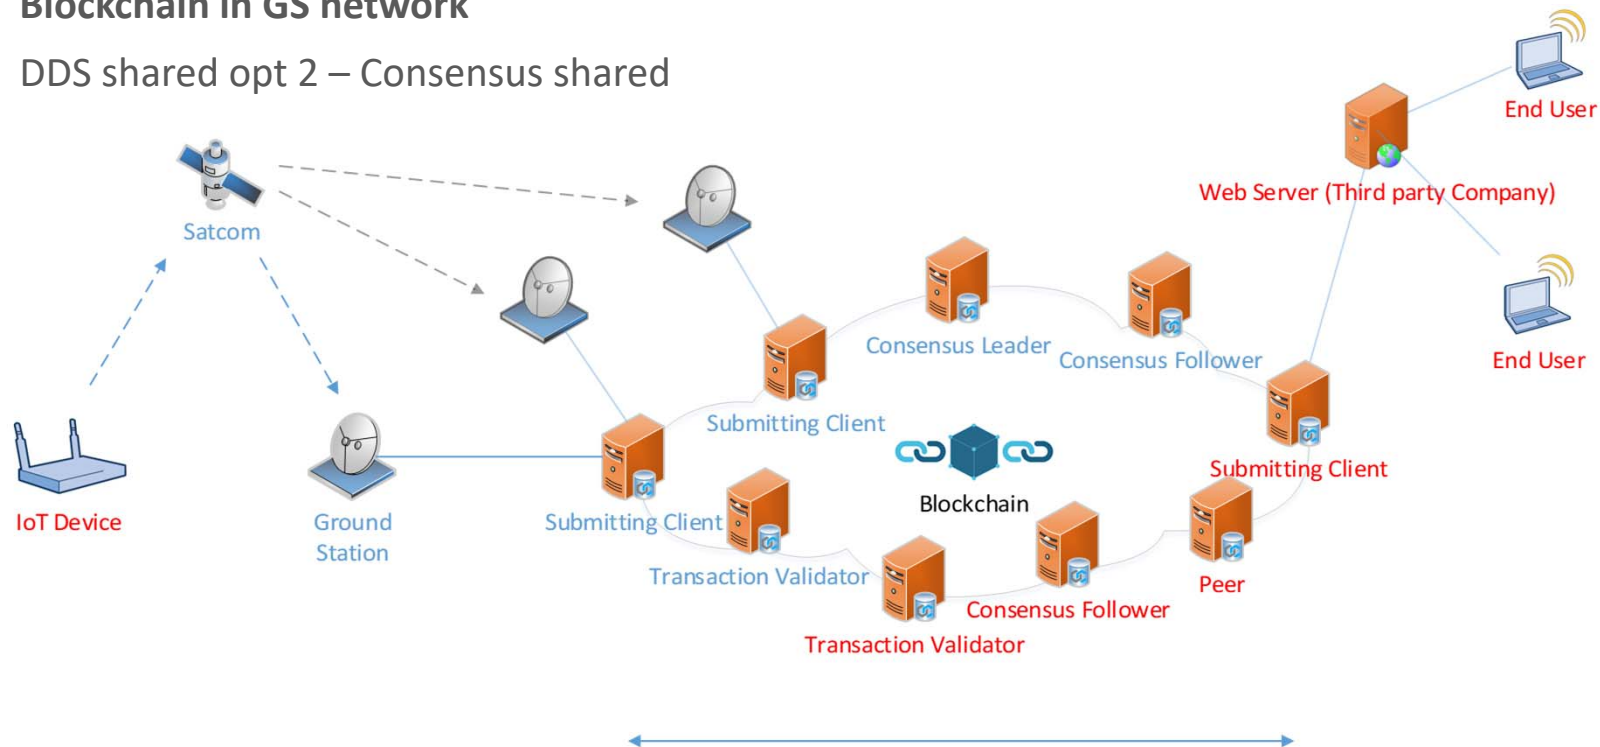 Blockchain in GS network
DDS shared opt 2 – Consensus shared
End User
Web Server (Third party Company)
Satcom
Consensus Leader
Consensus Follower
End User
Submitting Client
Submitting Client
Blockchain
IoT Device
Ground
Station
Submitting Client
Transaction Validator
Peer
Consensus Follower
Transaction Validator